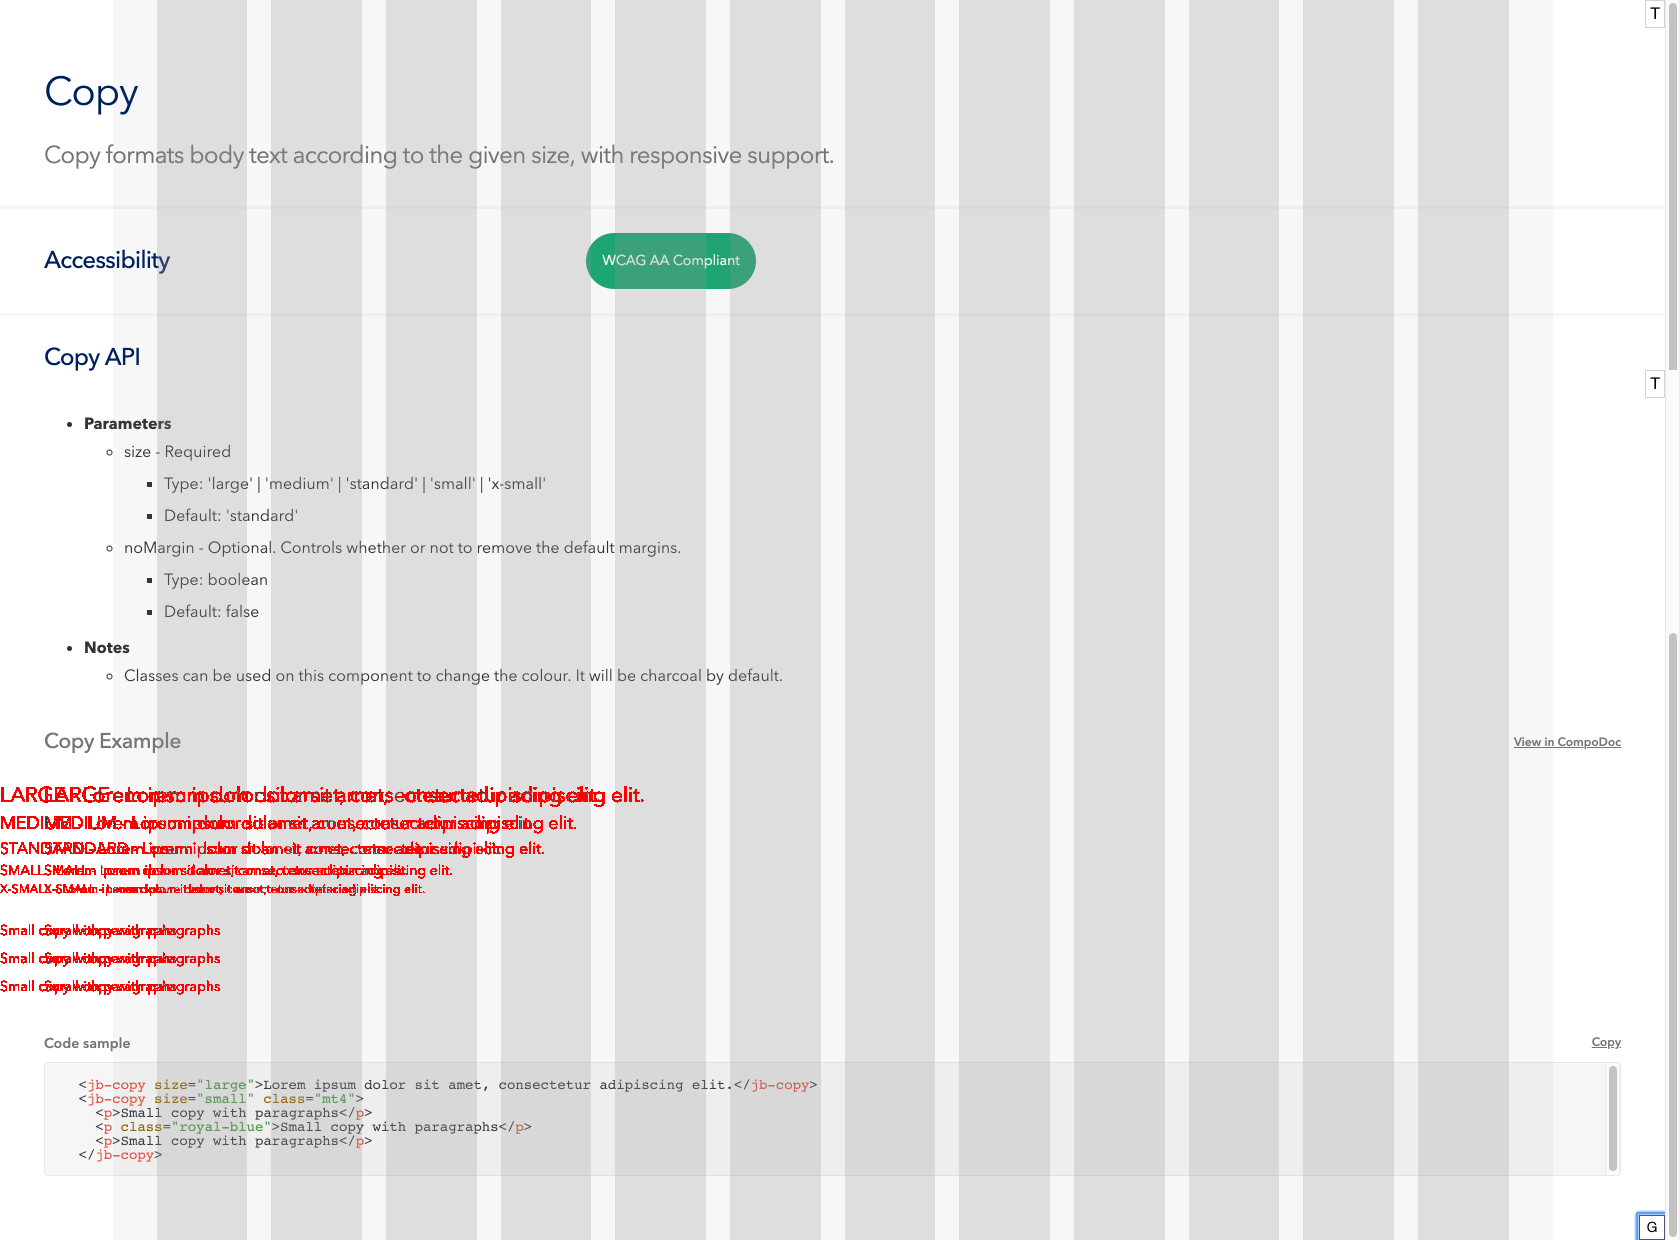 T
Copy
Copy formats body text according to the given size, with responsive support.
Accessibility
WCAG AA Compliant
Copy API
T
Parameters
size - Required
Type: 'large' | 'medium' | 'standard' | 'small' | 'x-small'
Default: 'standard'
noMargin - Optional. Controls whether or not to remove the default margins.
Type: boolean
Default: false
Notes
Classes can be used on this component to change the colour. It will be charcoal by default.
Copy Example
View in CompoDoc
Code sample
Copy
<jb-copy size="large">Lorem ipsum dolor sit amet, consectetur adipiscing elit.</jb-copy>
<jb-copy size="small" class="mt4">
<p>Small copy with paragraphs</p>
<p class="royal-blue">Small copy with paragraphs</p>
<p>Small copy with paragraphs</p>
</jb-copy>
G